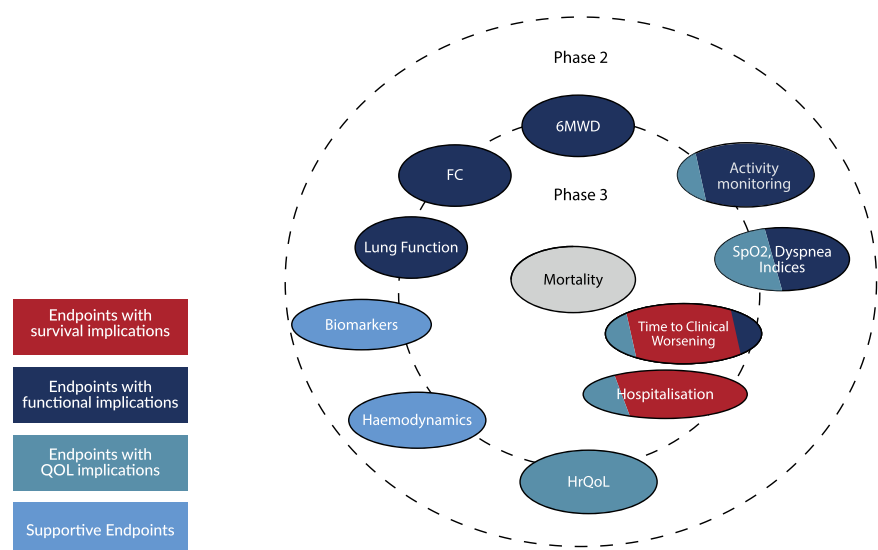 Phase 2
6MWD
FC
Activity
monitoring
Phase 3
Lung Function
SpO2, Dyspnea
Indices
Mortality
Biomarkers
Time to Clinical
Worsening
Hospitalisation
Haemodynamics
HrQoL
Endpoints with
survival implications
Endpoints with
functional implications
Endpoints with
QOL implications
Supportive Endpoints